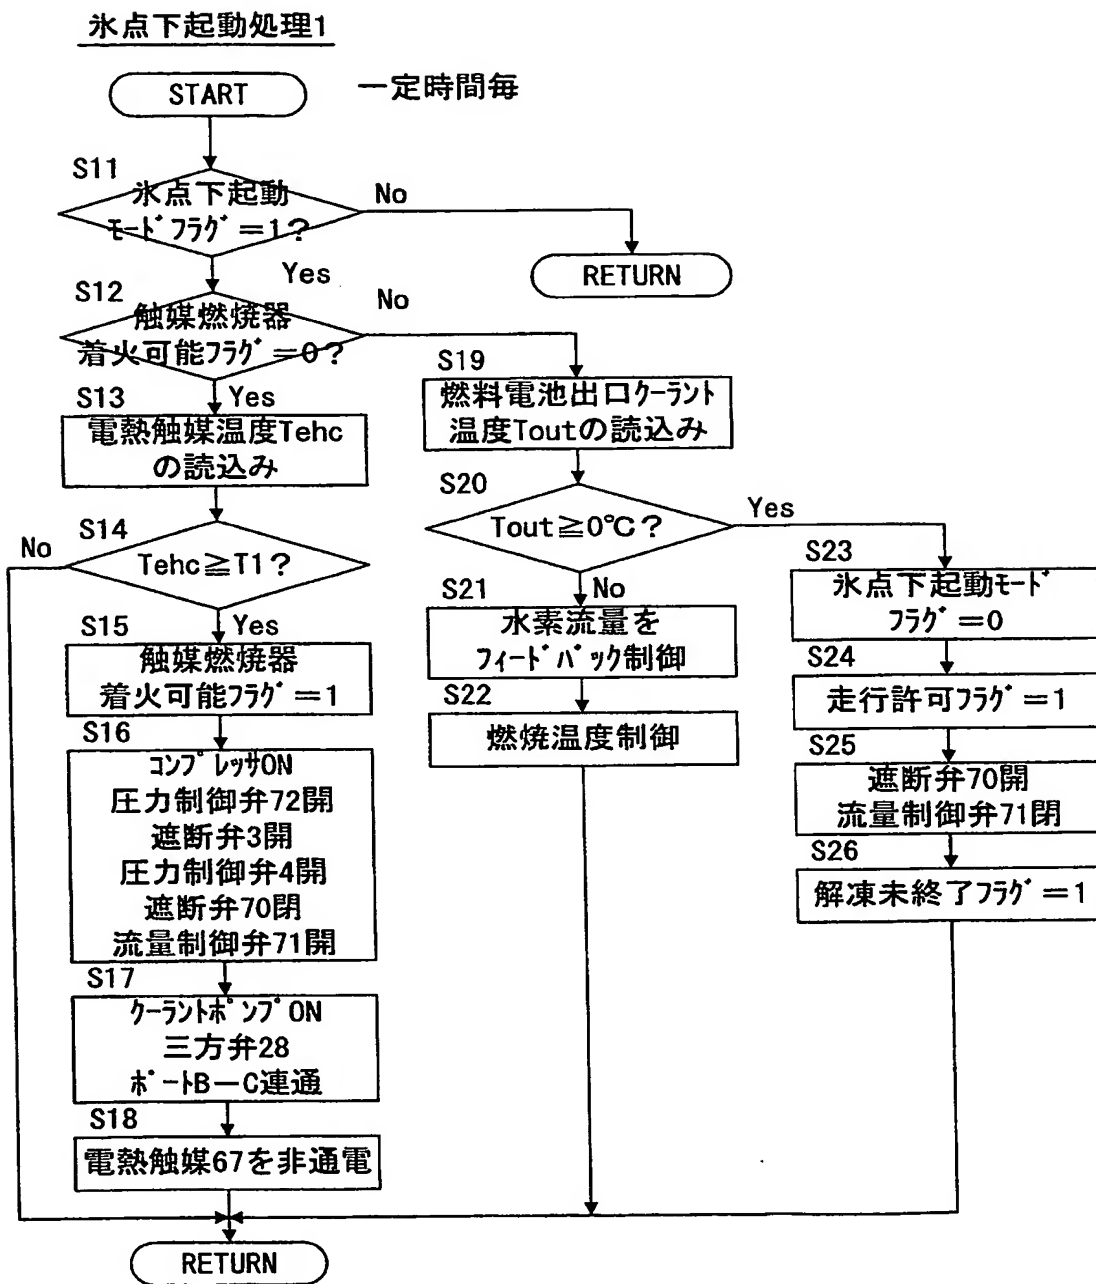 氷点下起動処理1
START
一定時間毎
S11
氷点下起動
ﾓｰﾄﾞﾌﾗｸﾞ=1?
No
RETURN
Yes
S12
触媒燃焼器
着火可能ﾌﾗｸﾞ=0?
No
Yes
S13
電熱触媒温度Tehc
の読込み
S14
Tehc≧T1?
No
Yes
S15
触媒燃焼器
着火可能ﾌﾗｸﾞ=1
S16
ｺﾝﾌﾟﾚｯｻON
圧力制御弁72開
遮断弁3開
圧力制御弁4開
遮断弁70閉
流量制御弁71開
S17
ｸｰﾗﾝﾄﾎﾟﾝﾌﾟON
三方弁28
ﾎﾟｰﾄB－C連通
S18
電熱触媒67を非通電
RETURN
S19
燃料電池出口ｸｰﾗﾝﾄ
温度Toutの読込み
S20
Tout≧0℃?
Yes
No
S21
水素流量を
ﾌｨｰﾄﾞﾊﾞｯｸ制御
S22
燃焼温度制御
S23
氷点下起動ﾓｰﾄﾞ
ﾌﾗｸﾞ=0
S24
走行許可ﾌﾗｸﾞ=1
S25
遮断弁70開
流量制御弁71閉
S26
解凍未終了ﾌﾗｸﾞ=1